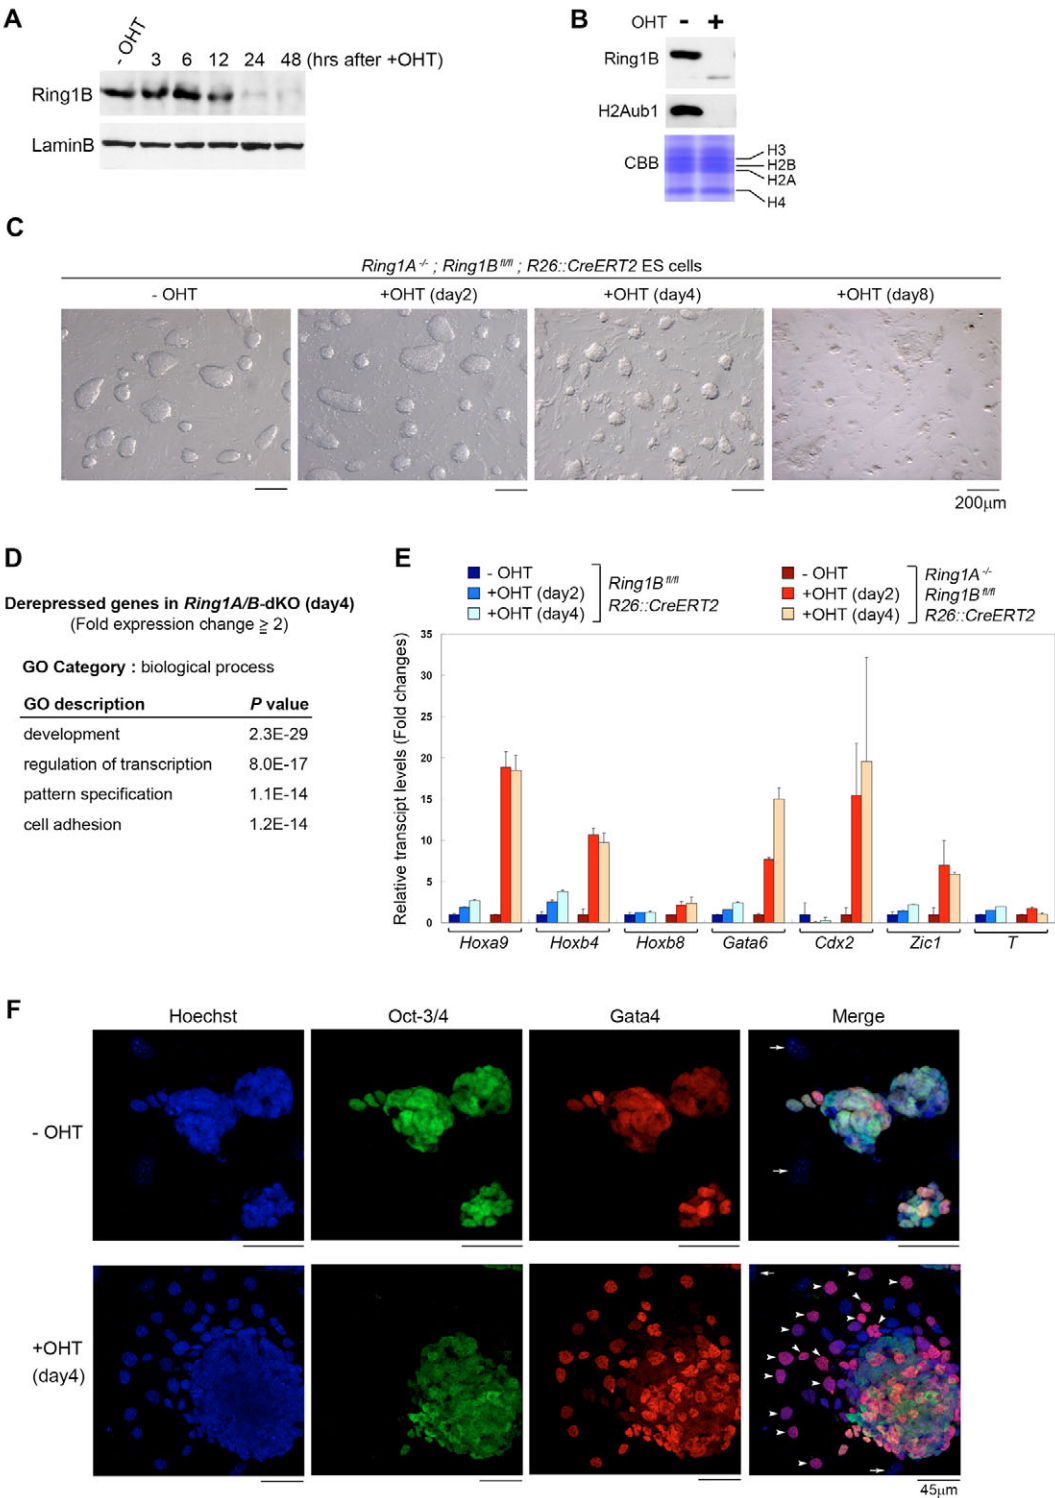 A
- OHT 3 6 12 24 48 (hrs after +OHT)
Ring1B
LaminB
B
OHT - +
Ring1B
H2Aub1
CBB
H3
H2B
H2A
H4
C
Ring1A-/- ; Ring1Bfl/fl ; R26::CreERT2 ES cells
- OHT +OHT (day2) +OHT (day4) +OHT (day8)
200μm
D
Derepressed genes in Ring1A/B-dKO (day4)
(Fold expression change ≧ 2)
GO Category : biological process
GO description P value
development 2.3E-29
regulation of transcription 8.0E-17
pattern specification 1.1E-14
cell adhesion 1.2E-14
E
- OHT
+OHT (day2)
+OHT (day4)
Ring1Bfl/fl
R26::CreERT2
- OHT
+OHT (day2)
+OHT (day4)
Ring1A-/-
Ring1Bfl/fl
R26::CreERT2
Relative transcipt levels (Fold changes)
35
30
25
20
15
10
5
0
Hoxa9 Hoxb4 Hoxb8 Gata6 Cdx2 Zic1 T
F
Hoechst Oct-3/4 Gata4 Merge
- OHT
+OHT
(day4)
45μm